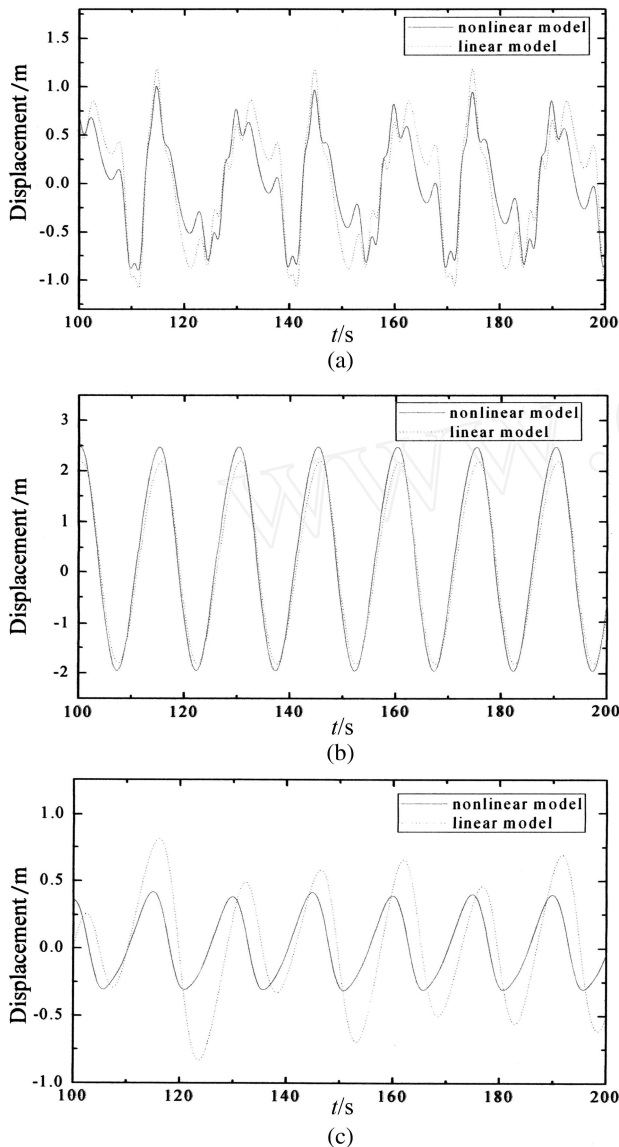 1.5
1.0
0.5
0.0
-0.5
-1.0
Displacement/m
nonlinear model
linear model
100 120 140 160 180 200
t/s
(a)
3
2
1
0
-1
-2
Displacement/m
nonlinear model
linear model
www.
100 120 140 160 180 200
t/s
(b)
1.0
0.5
0.0
-0.5
-1.0
Displacement/m
nonlinear model
linear model
100 120 140 160 180 200
t/s
(c)